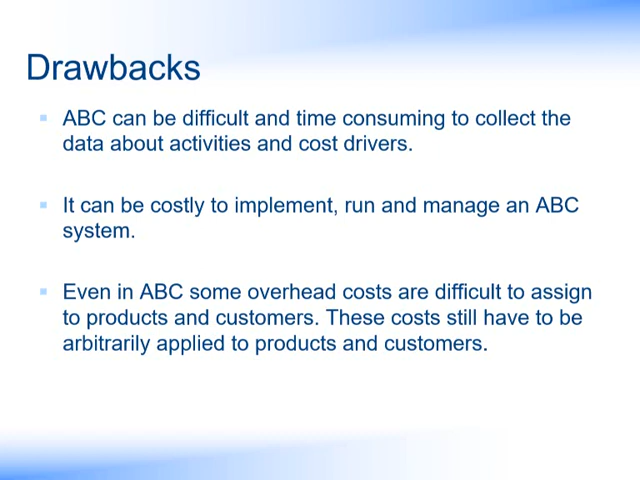 Drawbacks
ABC can be difficult and time consuming to collect the
data about activities and cost drivers.
It can be costly to implement, run and manage an ABC
system.
Even in ABC some overhead costs are difficult to assign
to products and customers. These costs still have to be
arbitrarily applied to products and customers.